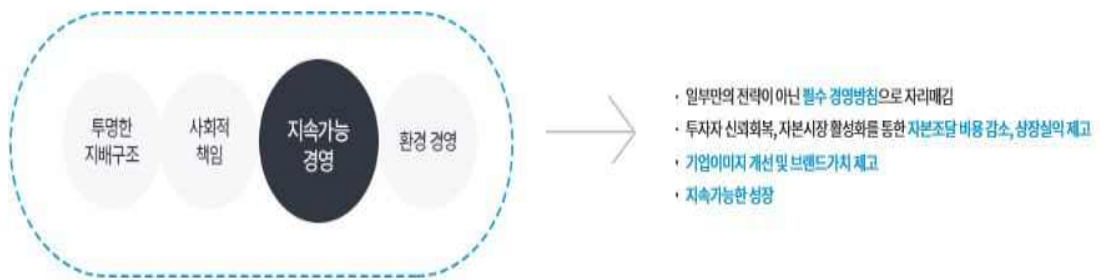 투명한
지배구조
사회적
책임
지속가능
경영
환경 경영
· 일부만의 전략이 아닌 필수 경영방침으로 자리매김
· 투자자 신뢰회복, 자본시장 활성화를 통한 자본조달 비용 감소, 상장실익 제고
· 기업이미지 개선 및 브랜드가치 제고
· 지속가능한 성장